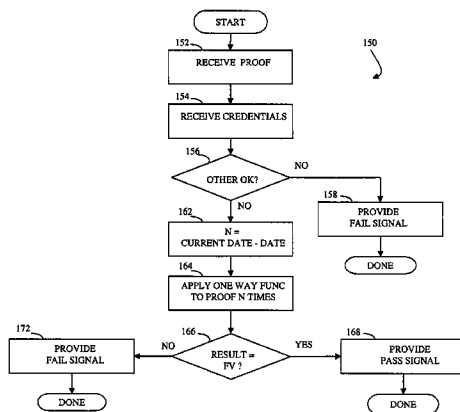 START
152
RECEIVE PROOF
150
154
RECEIVE CREDENTIALS
156
OTHER OK?
NO
NO
158
PROVIDE
FAIL SIGNAL
DONE
162
N =
CURRENT DATE - DATE
164
APPLY ONE WAY FUNC
TO PROOF N TIMES
166
RESULT =
FV ?
NO
YES
172
PROVIDE
FAIL SIGNAL
DONE
168
PROVIDE
PASS SIGNAL
DONE